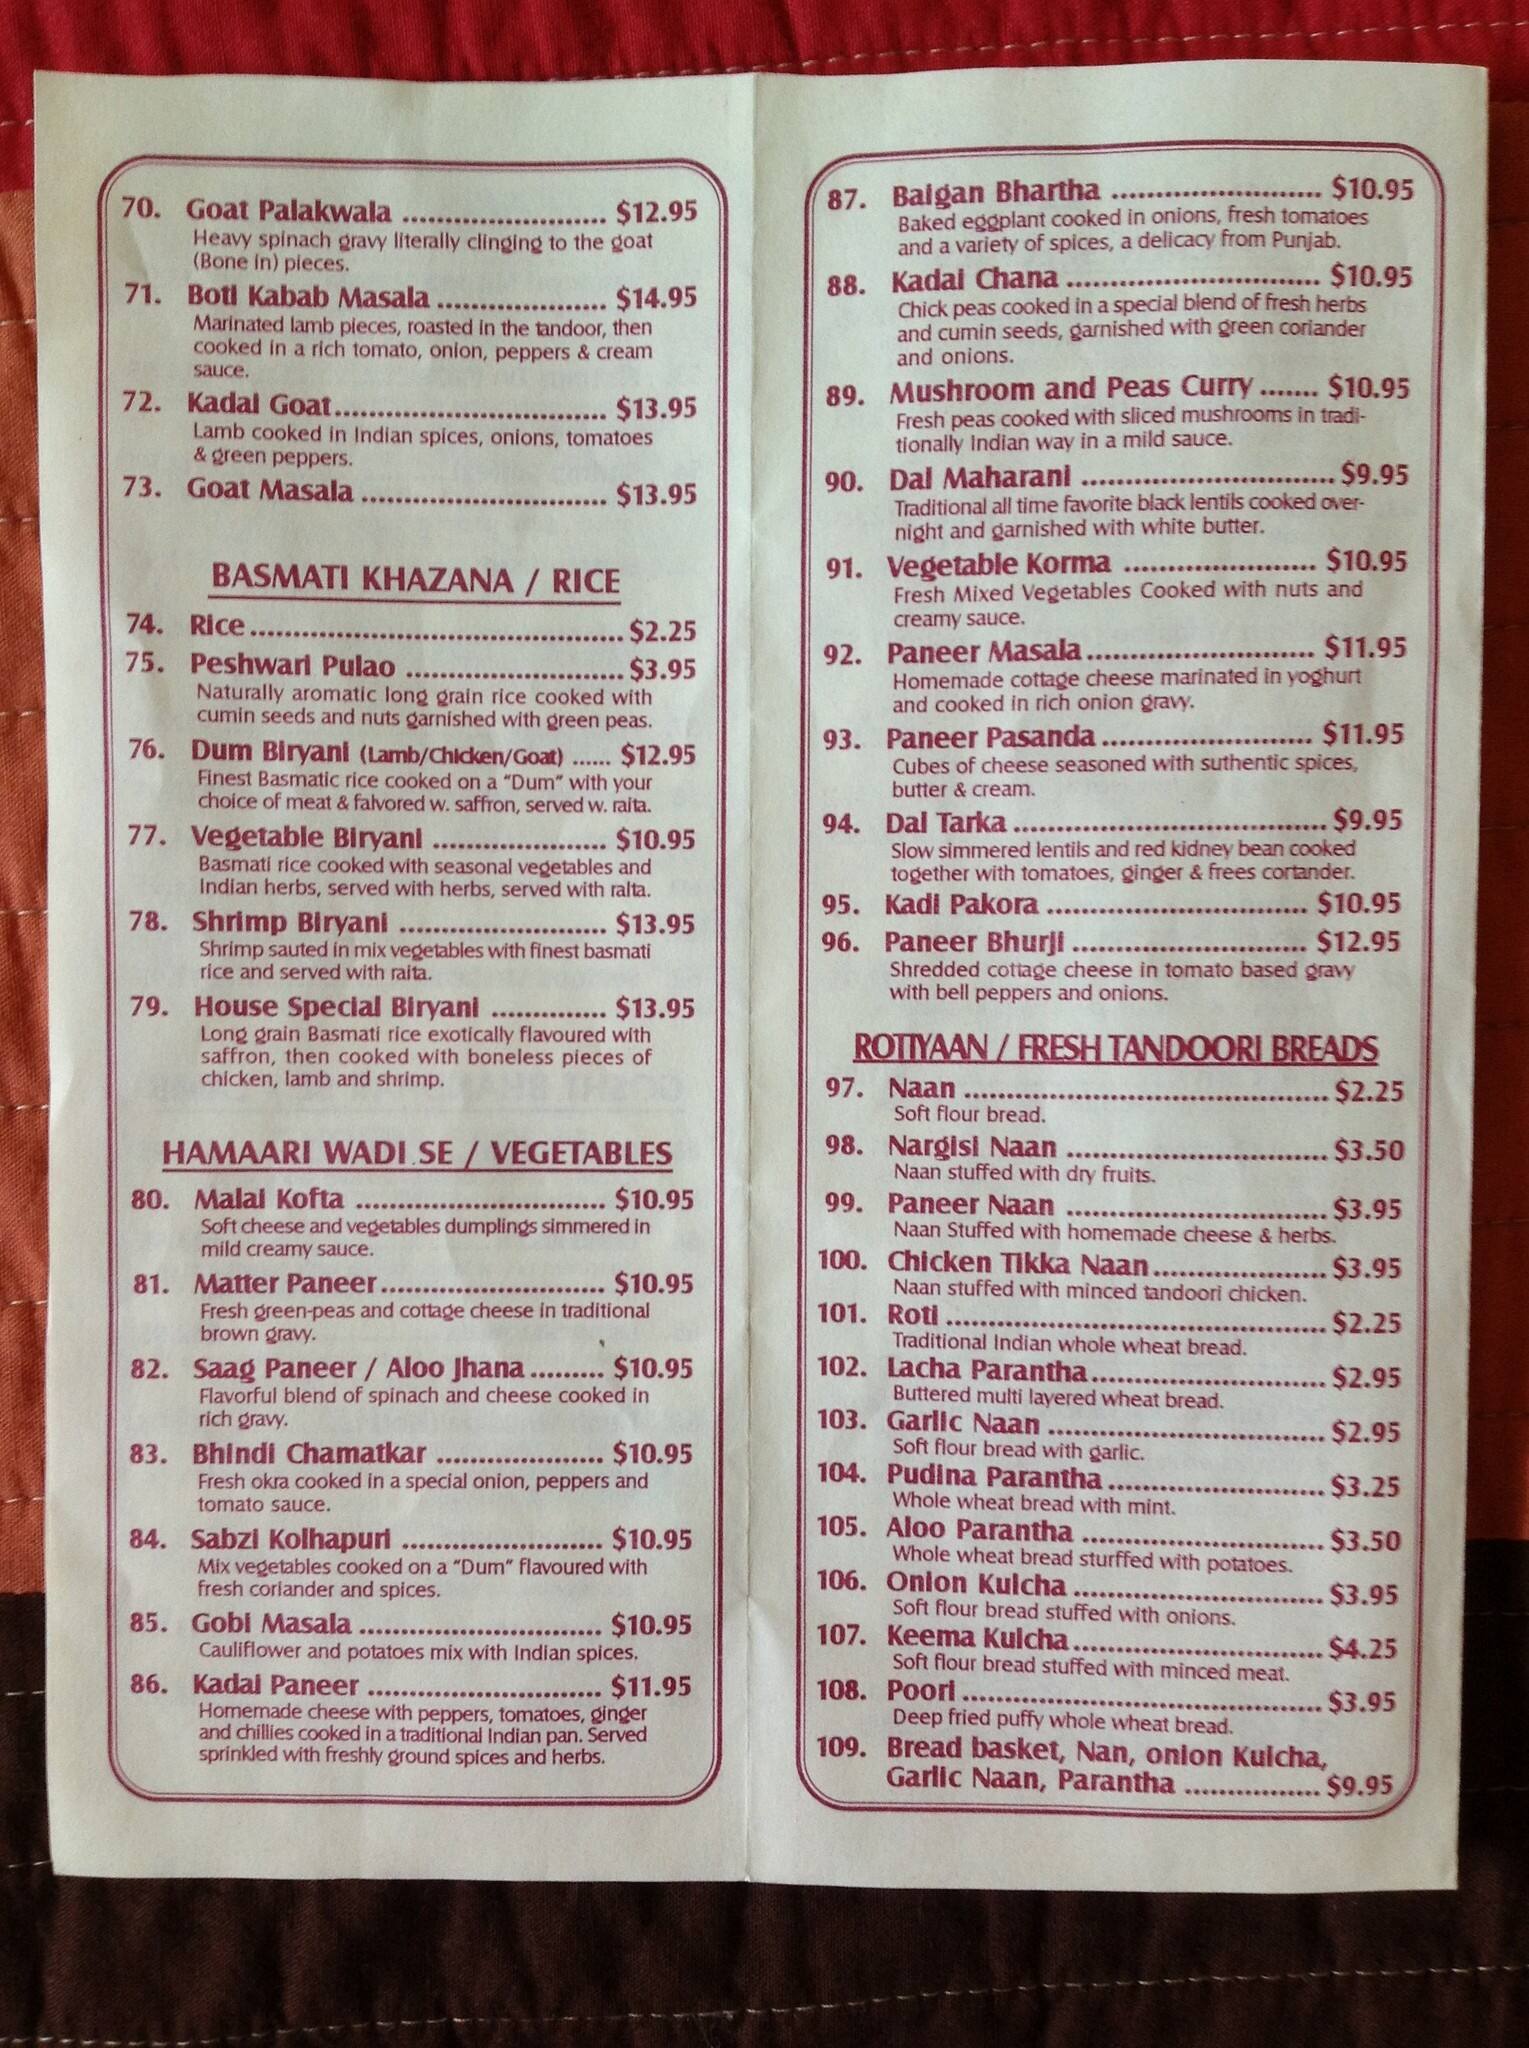 70. Goat Palakwala ........................ $12.95
Heavy spinach gravy literally clinging to the goat
(Bone in) pieces.
71. Boti Kabab Masala .................... $14.95
Marinated lamb pieces, roasted in the tandoor, then
cooked in a rich tomato, onion, peppers & cream
sauce.
72. Kadai Goat................................ $13.95
Lamb cooked in Indian spices, onions, tomatoes
& green peppers.
73. Goat Masala ............................. $13.95
BASMATI KHAZANA / RICE
74. Rice............................................ $2.25
75. Peshwari Pulao .......................... $3.95
Naturally aromatic long grain rice cooked with
cumin seeds and nuts garnished with green peas.
76. Dum Biryani (Lamb/Chicken/Goat) ...... $12.95
Finest Basmatic rice cooked on a “Dum” with your
choice of meat & falvored w. saffron, served w. raita.
77. Vegetable Biryani ..................... $10.95
Basmati rice cooked with seasonal vegetables and
Indian herbs, served with herbs, served with raita.
78. Shrimp Biryani ......................... $13.95
Shrimp sauted in mix vegetables with finest basmati
rice and served with raita.
79. House Special Biryani .............. $13.95
Long grain Basmati rice exotically flavoured with
saffron, then cooked with boneless pieces of
chicken, lamb and shrimp.
HAMAARI WADI SE / VEGETABLES
80. Malai Kofta .............................. $10.95
Soft cheese and vegetables dumplings simmered in
mild creamy sauce.
81. Matter Paneer........................... $10.95
Fresh green-peas and cottage cheese in traditional
brown gravy.
82. Saag Paneer / Aloo Jhana ......... $10.95
Flavorful blend of spinach and cheese cooked in
rich gravy.
83. Bhindi Chamatkar .................... $10.95
Fresh okra cooked in a special onion, peppers and
tomato sauce.
84. Sabzi Kolhapuri ........................ $10.95
Mix vegetables cooked on a “Dum” flavoured with
fresh coriander and spices.
85. Gobi Masala ............................. $10.95
Cauliflower and potatoes mix with Indian spices.
86. Kadai Paneer ............................ $11.95
Homemade cheese with peppers, tomatoes, ginger
and chillies cooked in a traditional Indian pan. Served
sprinkled with freshly ground spices and herbs.
87. Baigan Bhartha ......................... $10.95
Baked eggplant cooked in onions, fresh tomatoes
and a variety of spices, a delicacy from Punjab.
88. Kadai Chana .............................. $10.95
Chick peas cooked in a special blend of fresh herbs
and cumin seeds, garnished with green coriander
and onions.
89. Mushroom and Peas Curry ....... $10.95
Fresh peas cooked with sliced mushrooms in tradi-
tionally Indian way in a mild sauce.
90. Dal Maharani .............................. $9.95
Traditional all time favorite black lentils cooked over-
night and garnished with white butter.
91. Vegetable Korma ....................... $10.95
Fresh Mixed Vegetables Cooked with nuts and
creamy sauce.
92. Paneer Masala........................... $11.95
Homemade cottage cheese marinated in yoghurt
and cooked in rich onion gravy.
93. Paneer Pasanda ......................... $11.95
Cubes of cheese seasoned with suthentic spices,
butter & cream.
94. Dal Tarka ..................................... $9.95
Slow simmered lentils and red kidney bean cooked
together with tomatoes, ginger & frees cortander.
95. Kadi Pakora ............................... $10.95
96. Paneer Bhurji ............................ $12.95
Shredded cottage cheese in tomato based gravy
with bell peppers and onions.
ROTIYAAN / FRESH TANDOORI BREADS
97. Naan ........................................... $2.25
Soft flour bread.
98. Nargisi Naan ............................... $3.50
Naan stuffed with dry fruits.
99. Paneer Naan ............................... $3.95
Naan Stuffed with homemade cheese & herbs.
100. Chicken Tikka Naan.................... $3.95
Naan stuffed with minced tandoori chicken.
101. Roti ............................................. $2.25
Traditional Indian whole wheat bread.
102. Lacha Parantha............................ $2.95
Buttered multi layered wheat bread.
103. Garlic Naan ................................. $2.95
Soft flour bread with garlic.
104. Pudina Parantha.......................... $3.25
Whole wheat bread with mint.
105. Aloo Parantha ............................. $3.50
Whole wheat bread sturffed with potatoes.
106. Onion Kulcha .............................. $3.95
Soft flour bread stuffed with onions.
107. Keema Kulcha.............................. $4.25
Soft flour bread stuffed with minced meat.
108. Poori ........................................... $3.95
Deep fried puffy whole wheat bread.
109. Bread basket, Nan, onion Kulcha,
Garlic Naan, Parantha ................ $9.95